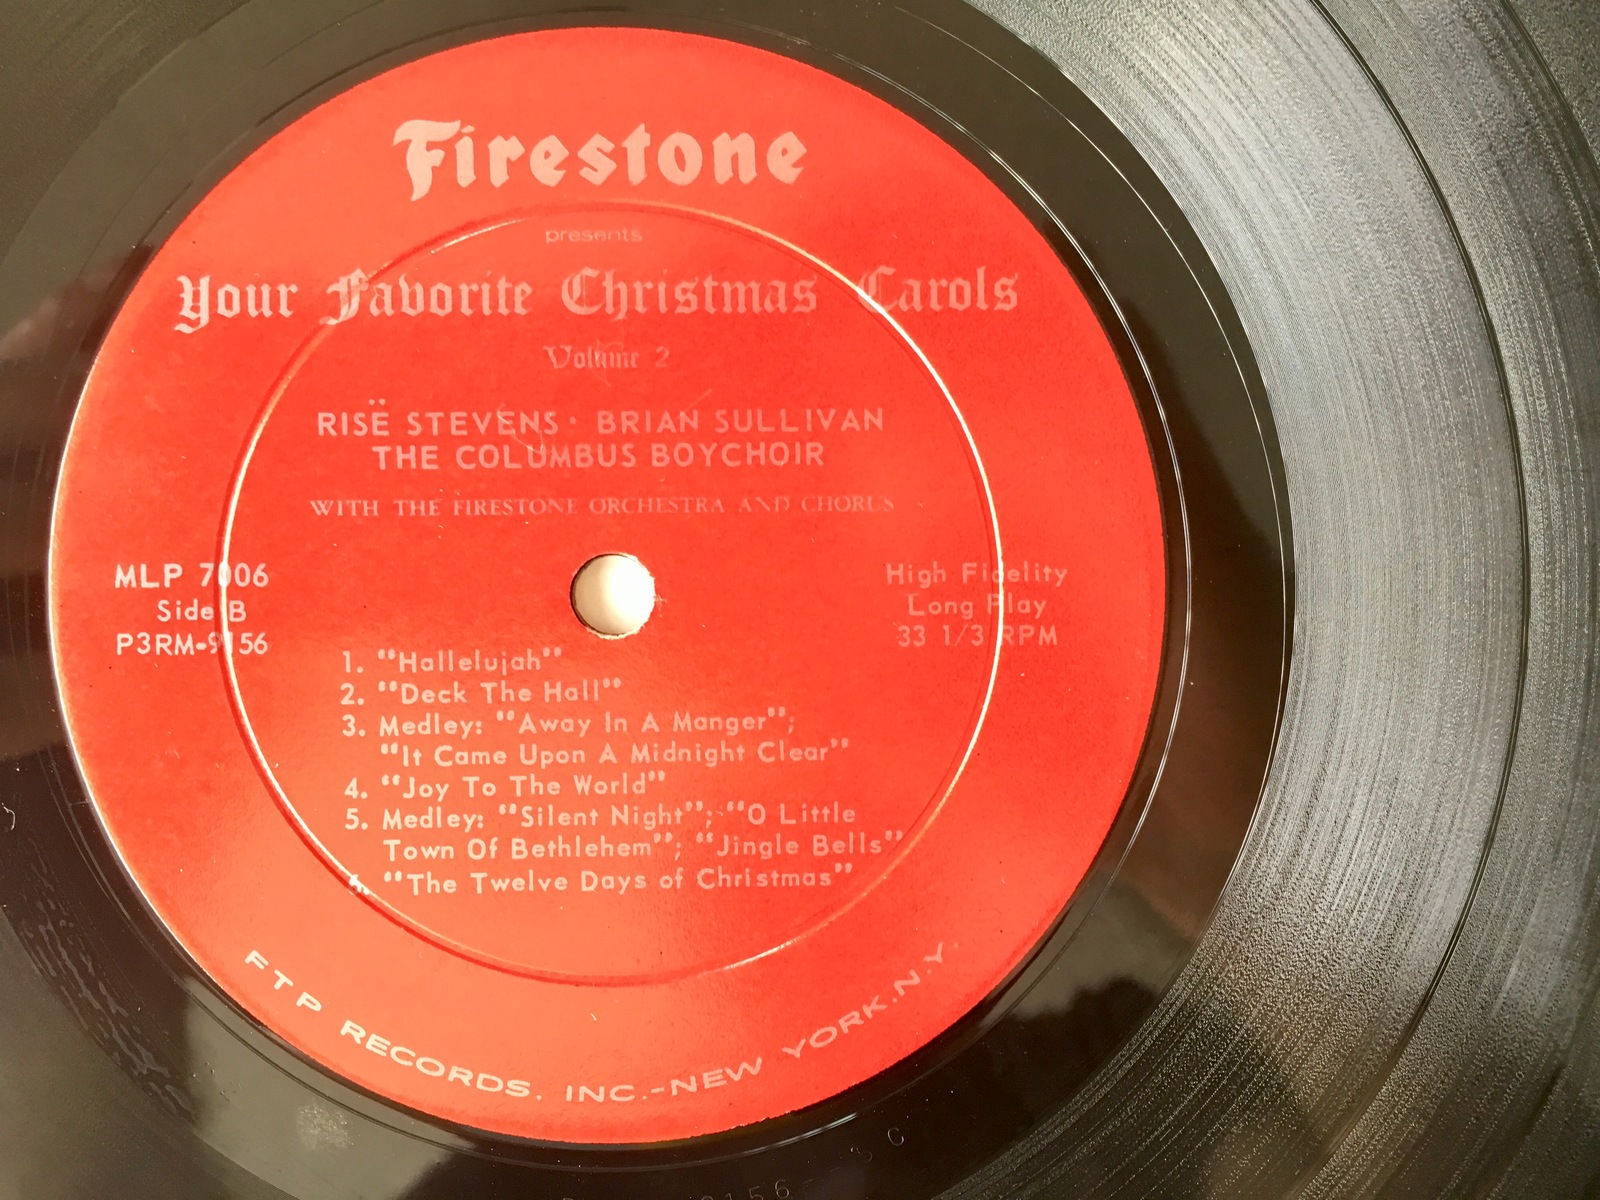 Firestone
presents
Your Favorite Christmas Carols
Volume 2
RISË STEVENS · BRIAN SULLIVAN
THE COLUMBUS BOYCHOIR
WITH THE FIRESTONE ORCHESTRA AND CHORUS
MLP 7006
Side B
P3RM-9156
High Fidelity
Long Play
33 1/3 RPM
1. "Hallelujah"
2. "Deck The Hall"
3. Medley: "Away In A Manger";
"It Came Upon A Midnight Clear"
4. "Joy To The World"
5. Medley: "Silent Night"; "O Little
Town Of Bethlehem"; "Jingle Bells"
6. "The Twelve Days of Christmas"
FTP RECORDS, INC.-NEW YORK, N.Y.